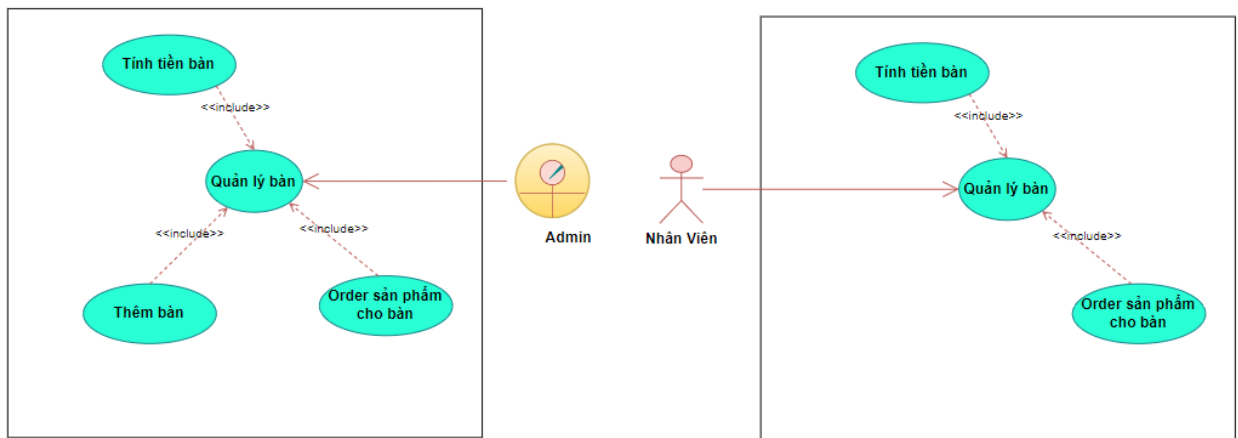 Tính tiền bàn
<<include>>
Quản lý bàn
<<include>>
<<include>>
Thêm bàn
Order sản phẩm
cho bàn
Admin
Nhân Viên
Tính tiền bàn
<<include>>
Quản lý bàn
<<include>>
Order sản phẩm
cho bàn